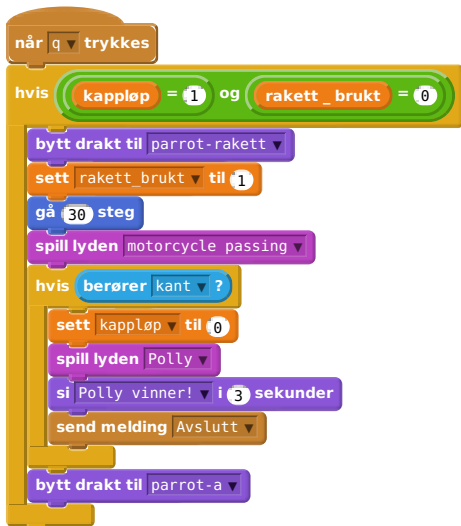 når q trykkes
hvis kappløp = 1 og rakett _ brukt = 0
bytt drakt til parrot-rakett
sett rakett_brukt til 1
gå 30 steg
spill lyden motorcycle passing
hvis berører kant ?
sett kappløp til 0
spill lyden Polly
si Polly vinner! i 3 sekunder
send melding Avslutt
bytt drakt til parrot-a